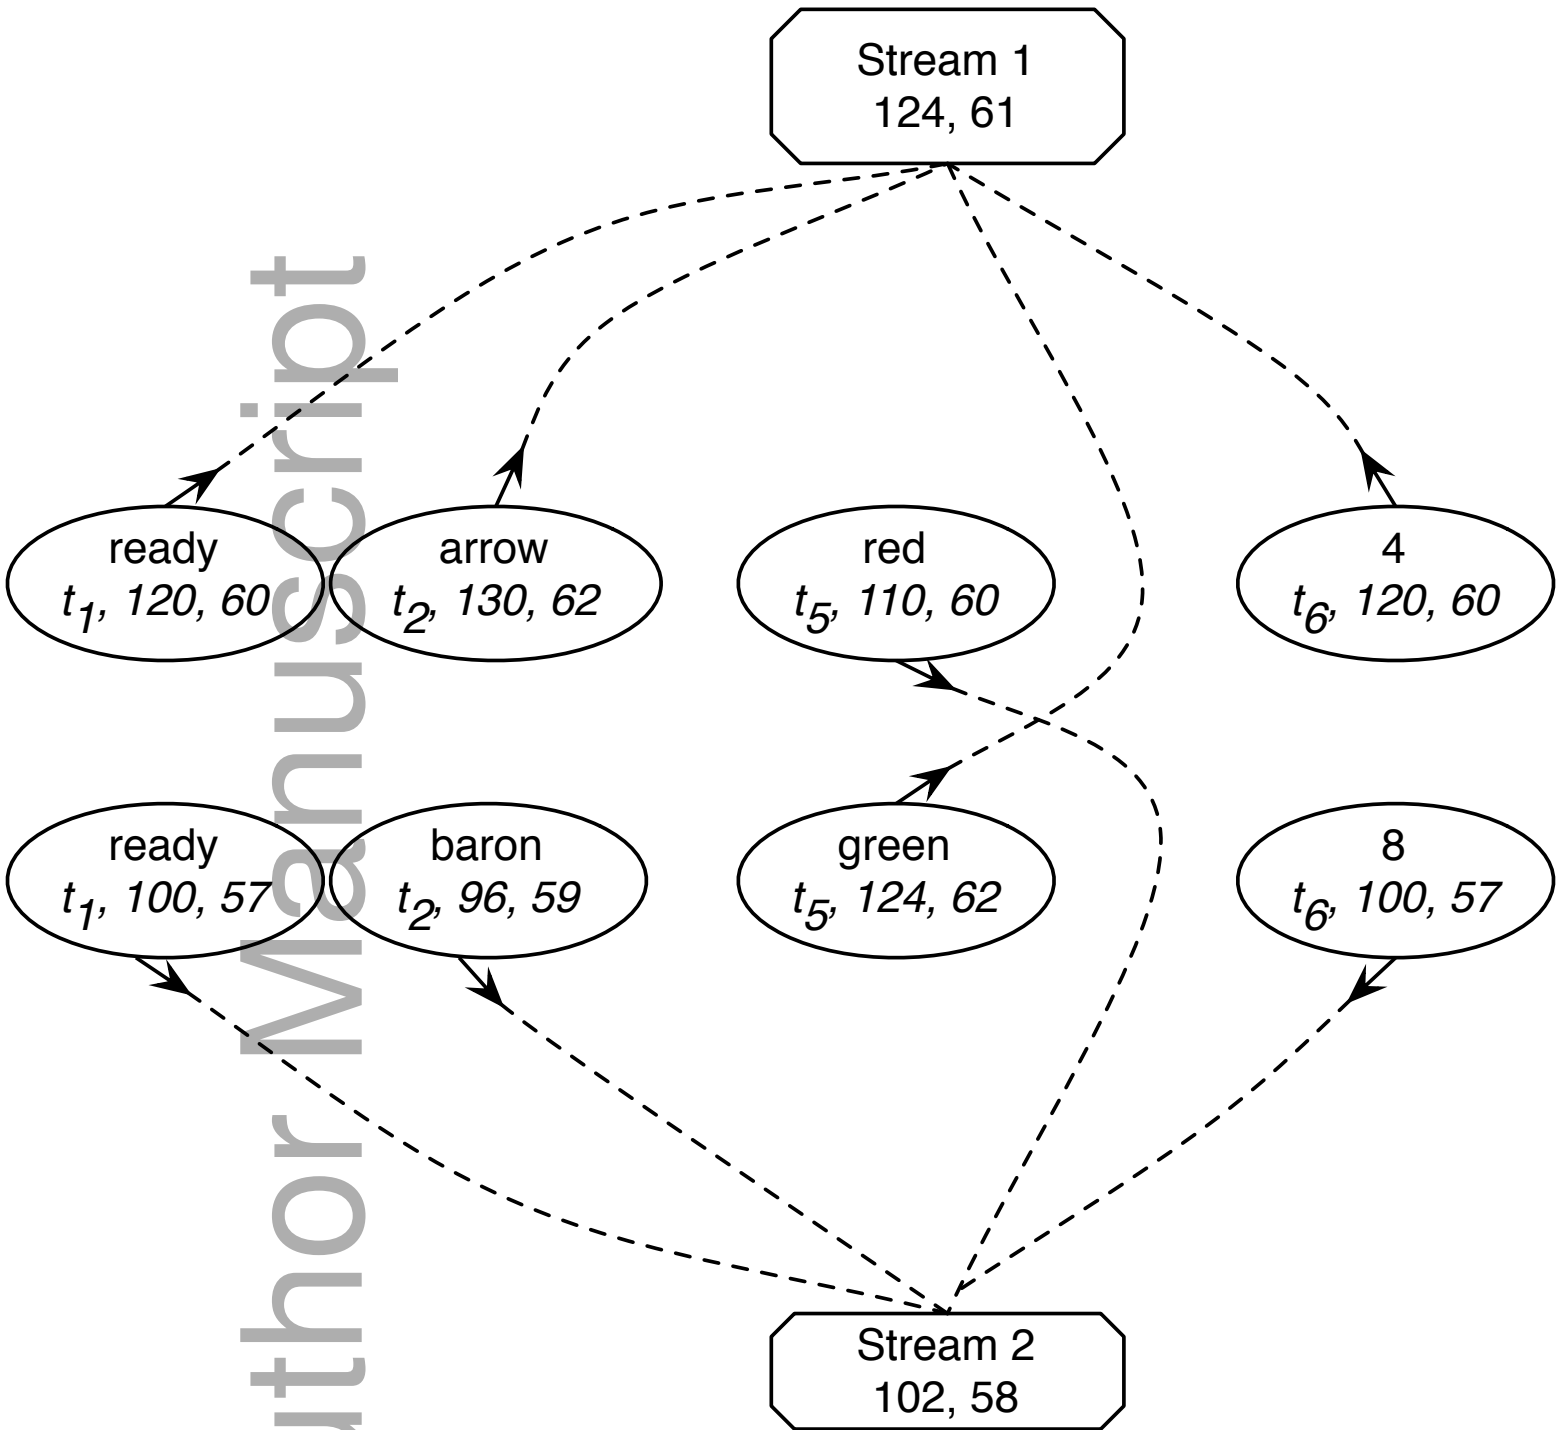 Stream 1
124, 61
ready
t1, 120, 60
arrow
t2, 130, 62
red
t5, 110, 60
4
t6, 120, 60
ready
t1, 100, 57
baron
t2, 96, 59
green
t5, 124, 62
8
t6, 100, 57
Stream 2
102, 58
uthor Manuscript